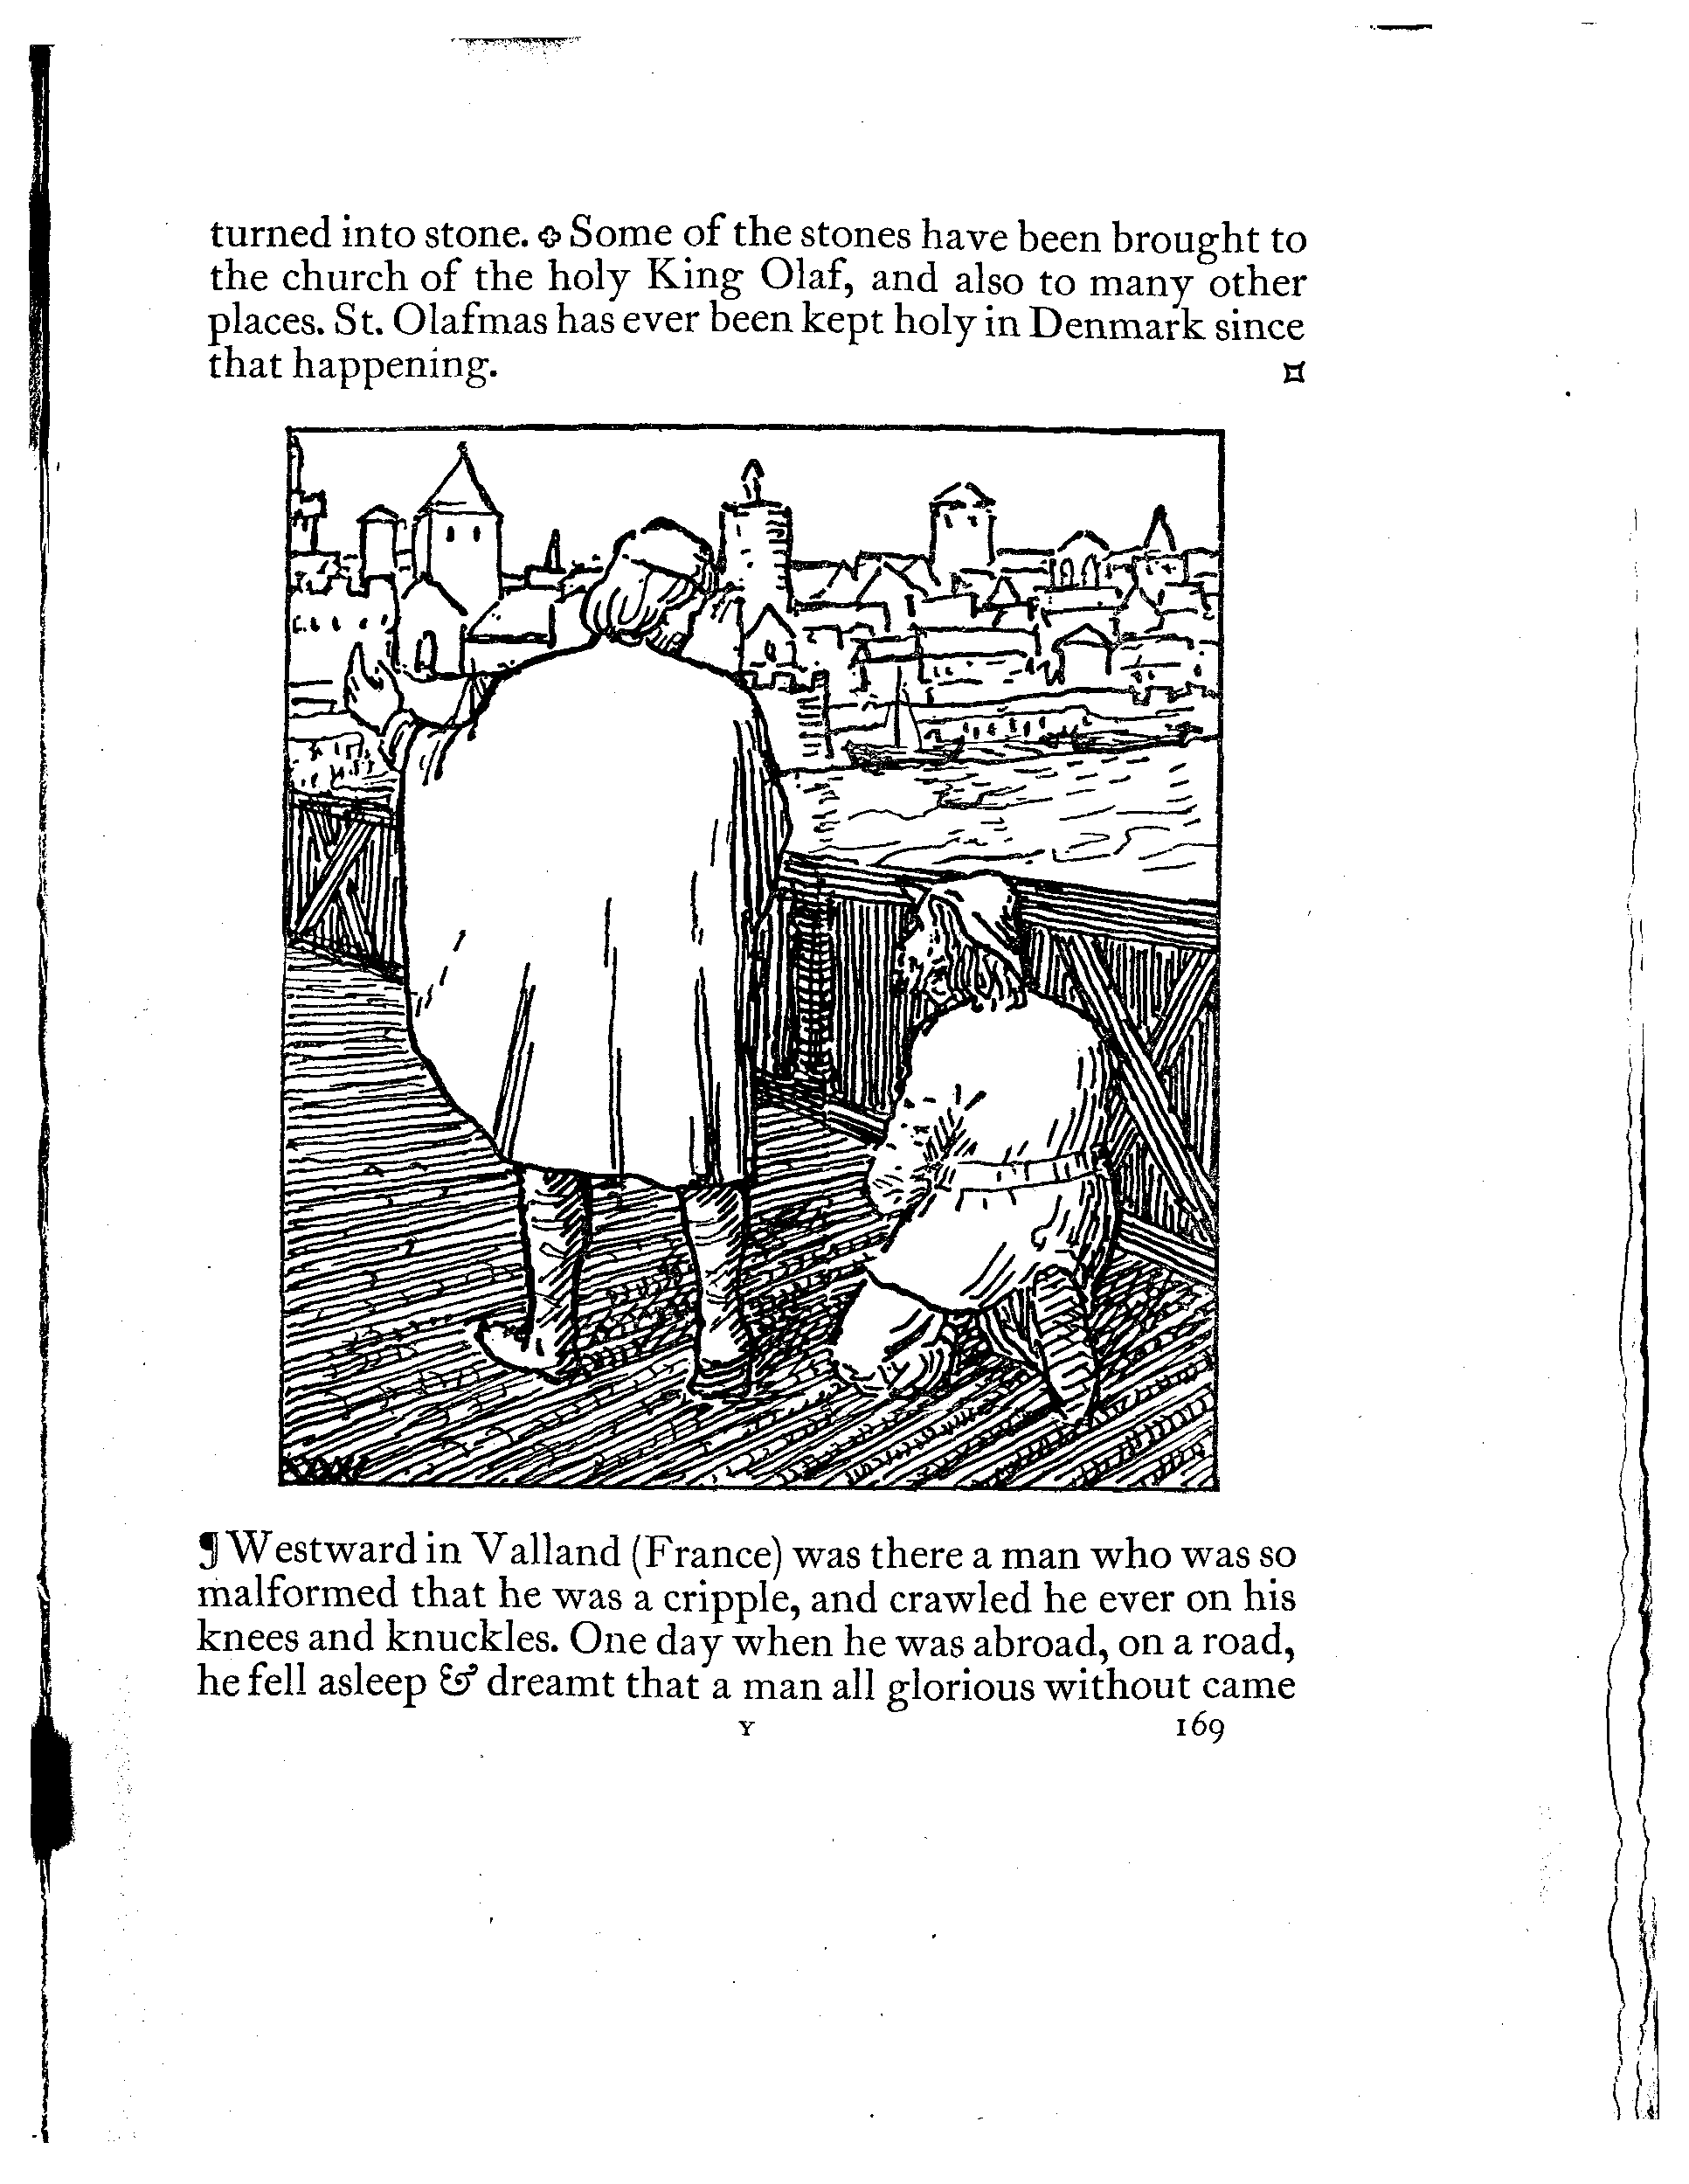 turned into stone. ✥ Some of the stones have been brought to
the church of the holy King Olaf, and also to many other
places. St. Olafmas has ever been kept holy in Denmark since
that happening.
¶ Westward in Valland (France) was there a man who was so
malformed that he was a cripple, and crawled he ever on his
knees and knuckles. One day when he was abroad, on a road,
he fell asleep & dreamt that a man all glorious without came
Y 169